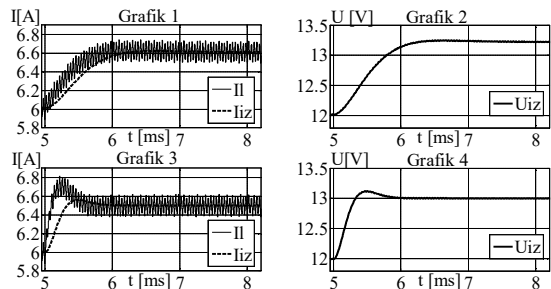 I[A] Grafik 1
6.8
6.6
6.4
6.2
6
5.8
Il
Iiz
5 6 t [ms] 7 8
U [V] Grafik 2
13.5
13
12.5
12
Uiz
5 6 t [ms] 7 8
I[A] Grafik 3
6.8
6.6
6.4
6.2
6
5.8
Il
Iiz
5 6 t [ms] 7 8
U[V] Grafik 4
13.5
13
12.5
12
Uiz
5 6 t [ms] 7 8